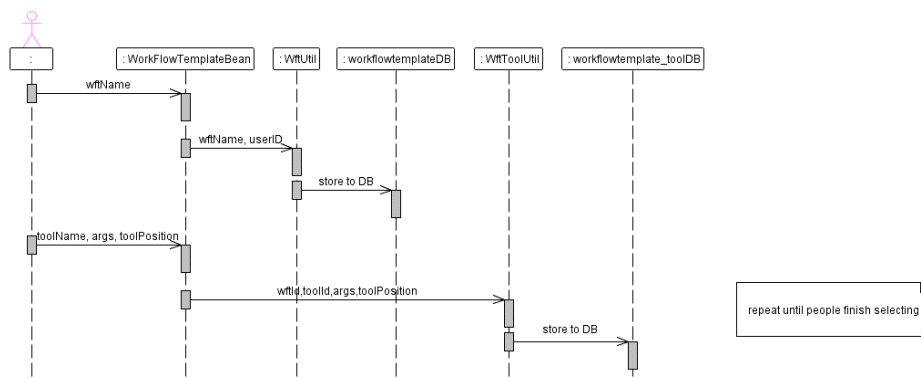 :
: WorkFlowTemplateBean
: WftUtil
: workflowtemplateDB
: WftToolUtil
: workflowtemplate_toolDB
wftName
wftName, userID
store to DB
toolName, args, toolPosition
wftId,toolId,args,toolPosition
repeat until people finish selecting
store to DB